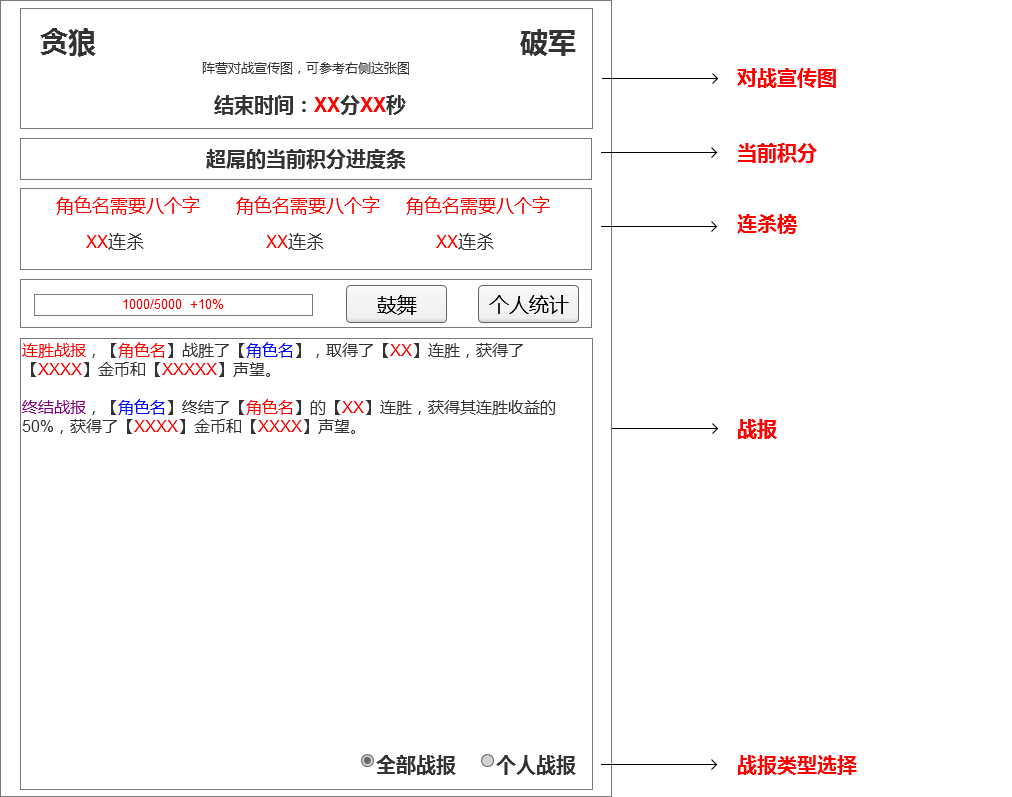 贪狼
破军
阵营对战宣传图，可参考右侧这张图
结束时间：XX分XX秒
对战宣传图
超屌的当前积分进度条
当前积分
角色名需要八个字 角色名需要八个字 角色名需要八个字
XX连杀 XX连杀 XX连杀
连杀榜
1000/5000 +10%
鼓舞
个人统计
连胜战报，【角色名】战胜了【角色名】，取得了【XX】连胜，获得了
【XXXX】金币和【XXXXX】声望。
终结战报，【角色名】终结了【角色名】的【XX】连胜，获得其连胜收益的
50%，获得了【XXXX】金币和【XXXX】声望。
战报
全部战报 个人战报
战报类型选择